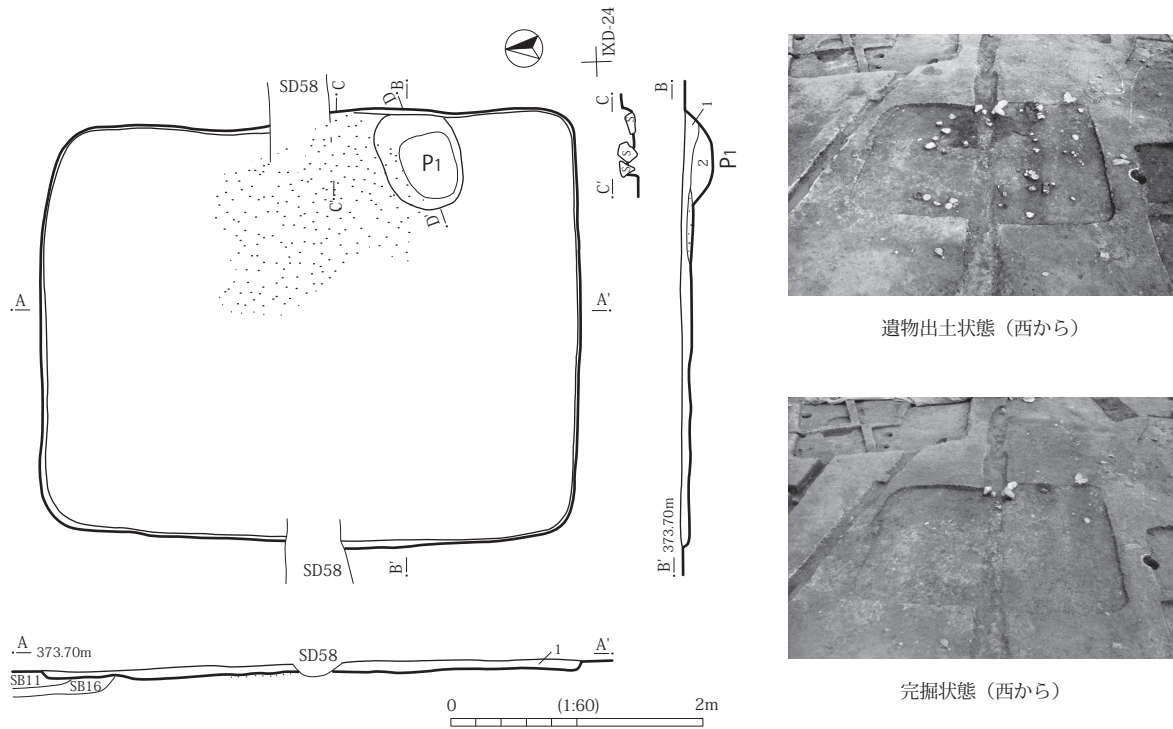 IXD-24
SD58
C
B
D
P1
C'
D'
A
A'
SD58
B'
C
S
S
S
C'
B
1
2
P1
373.70m
B'
遺物出土状態（西から）
完掘状態（西から）
A
373.70m
SD58
1
A'
SB11
SB16
0
(1:60)
2m